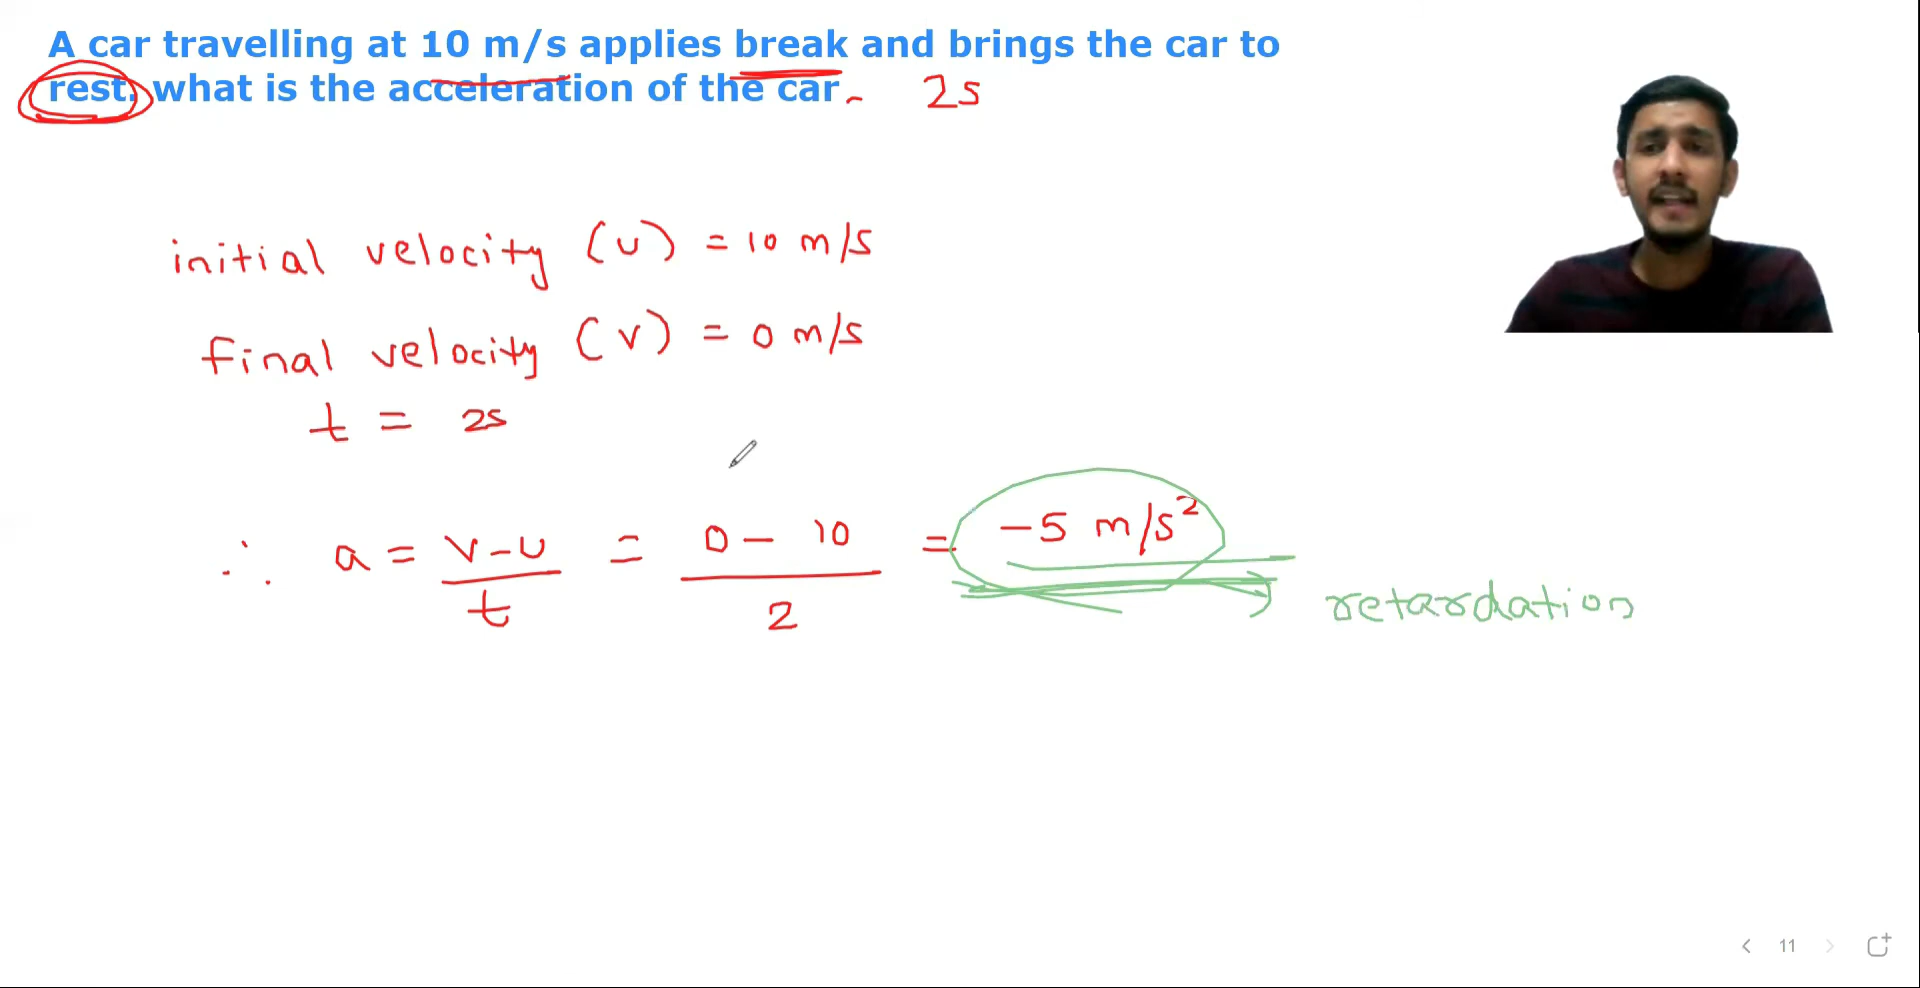 A car travelling at 10 m/s applies break and brings the car to
rest. what is the acceleration of the car. 2s
initial velocity (u) = 10 m/s
final velocity (v) = 0 m/s
t = 2s
∴ a = v-u/t = 0 - 10/2 = -5 m/s²
retardation
11